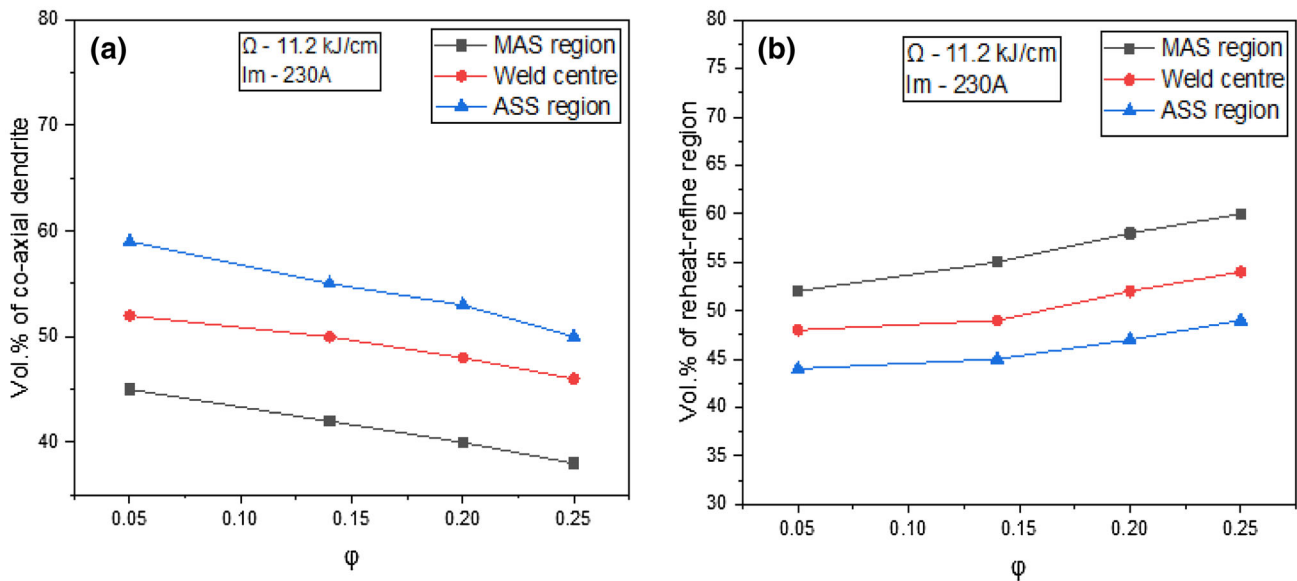 (a)
Ω - 11.2 kJ/cm
Im - 230A
MAS region
Weld centre
ASS region
Vol.% of co-axial dendrite
80
70
60
50
40
0.05 0.10 0.15 0.20 0.25
φ
(b)
Ω - 11.2 kJ/cm
Im - 230A
MAS region
Weld centre
ASS region
Vol.% of reheat-refine region
80
75
70
65
60
55
50
45
40
35
30
0.05 0.10 0.15 0.20 0.25
φ